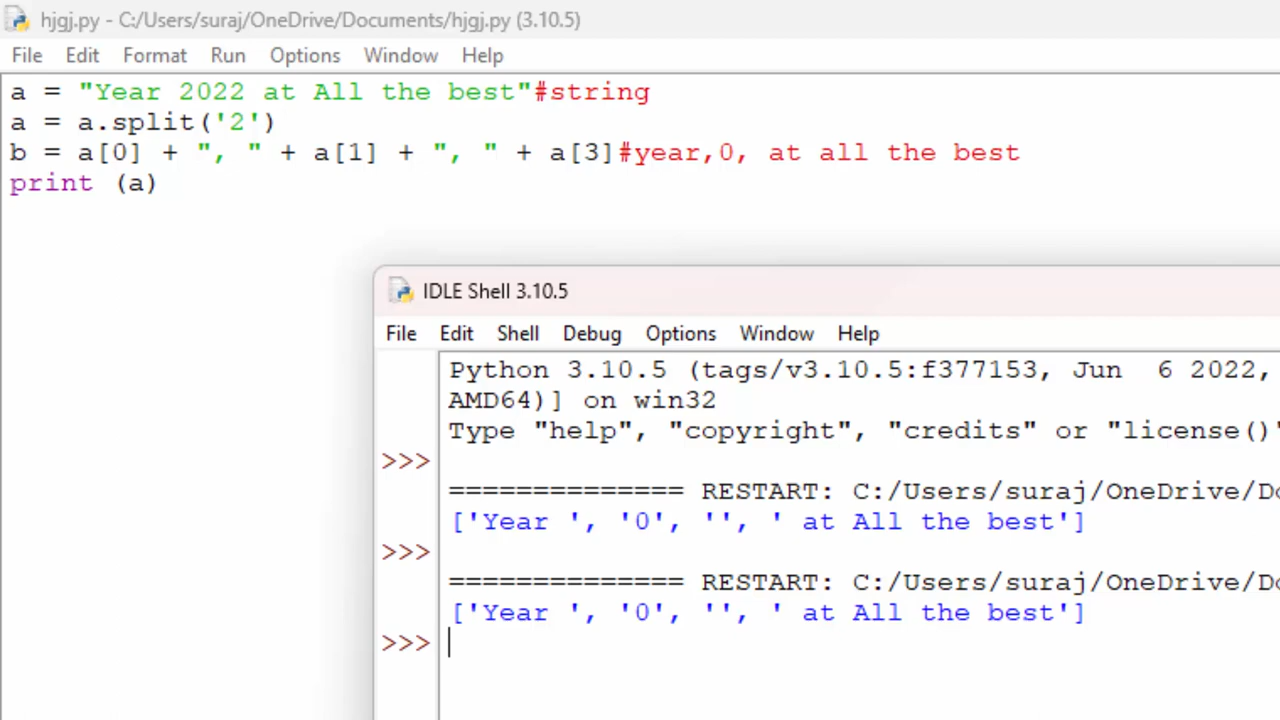 hjgj.py - C:/Users/suraj/OneDrive/Documents/hjgj.py (3.10.5)
File Edit Format Run Options Window Help
a = "Year 2022 at All the best"#string
a = a.split('2')
b = a[0] + ", " + a[1] + ", " + a[3]#year,0, at all the best
print (a)
IDLE Shell 3.10.5
File Edit Shell Debug Options Window Help
Python 3.10.5 (tags/v3.10.5:f377153, Jun  6 2022,
AMD64)] on win32
Type "help", "copyright", "credits" or "license()"
>>>
============== RESTART: C:/Users/suraj/OneDrive/Do
['Year ', '0', '', ' at All the best']
>>>
============== RESTART: C:/Users/suraj/OneDrive/Do
['Year ', '0', '', ' at All the best']
>>>